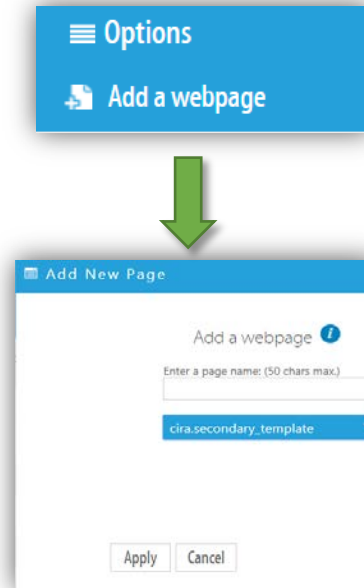 Options
Add a webpage
Add New Page
Add a webpage
Enter a page name: (50 chars max.)
cira.secondary_template
Apply Cancel